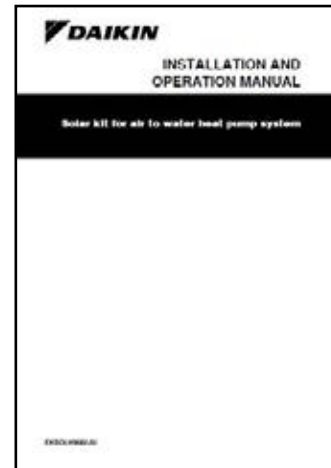 DAIKIN
INSTALLATION AND
OPERATION MANUAL
Solar kit for air to water heat pump system